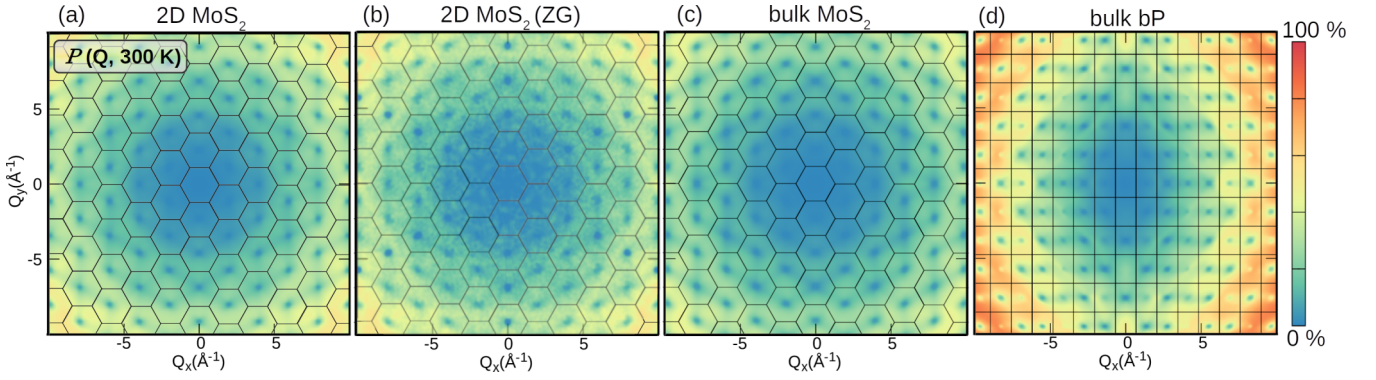 (a) 2D MoS2
(b) 2D MoS2 (ZG)
(c) bulk MoS2
(d) bulk bP
100 %
P (Q, 300 K)
5
0
-5
Qy(Å-1)
-5 0 5
Qx(Å-1)
-5 0 5
Qx(Å-1)
-5 0 5
Qx(Å-1)
-5 0 5
Qx(Å-1)
0 %